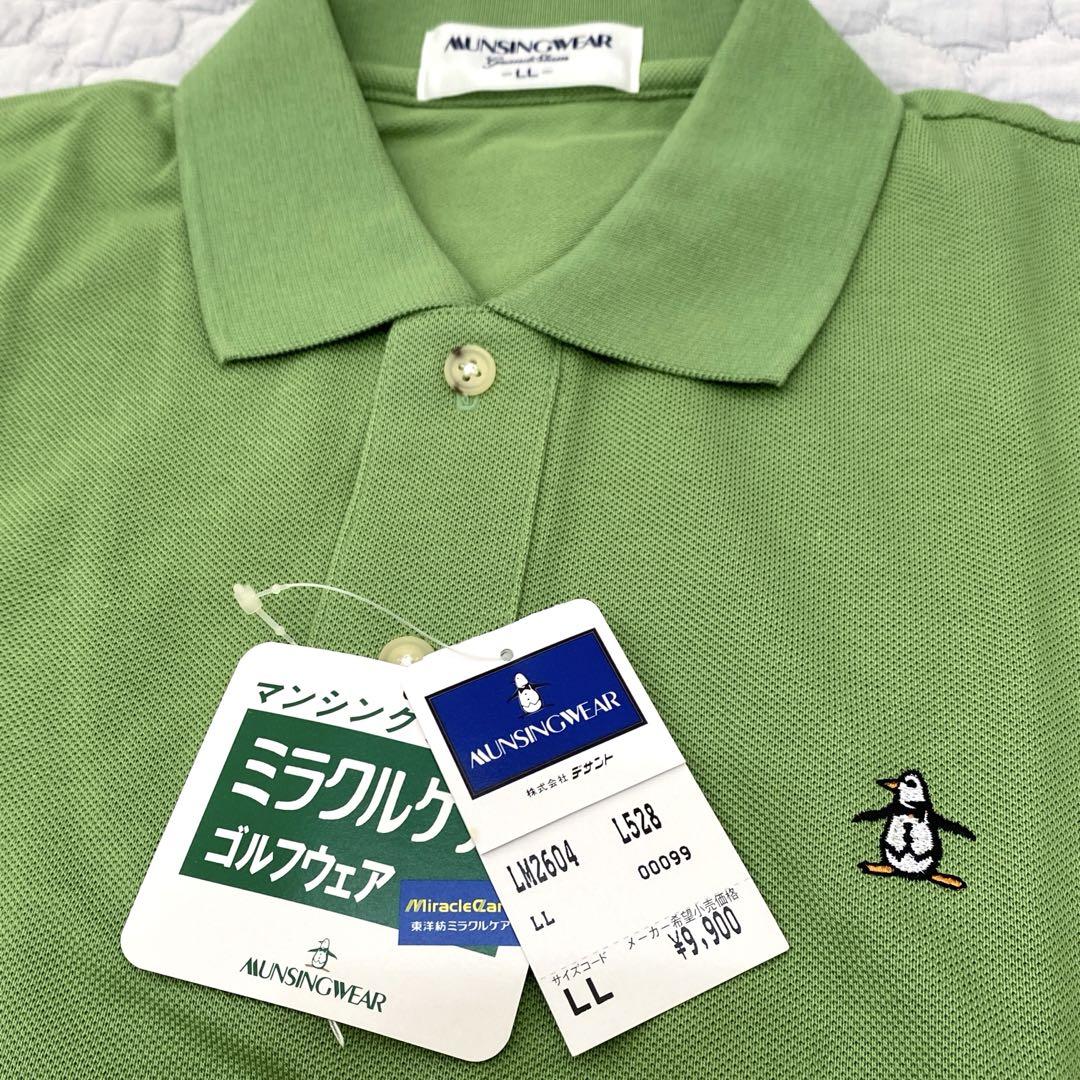 MUNSINGWEAR
Grand Slam
- LL -
マンシング
ミラクルケ
ゴルフウェア
MiracleCar
東洋紡ミラクルケア
MUNSINGWEAR
MUNSINGWEAR
株式会社 デサント
LM2604 L528
00099
LL
メーカー希望小売価格
¥9,900
サイズコード
LL